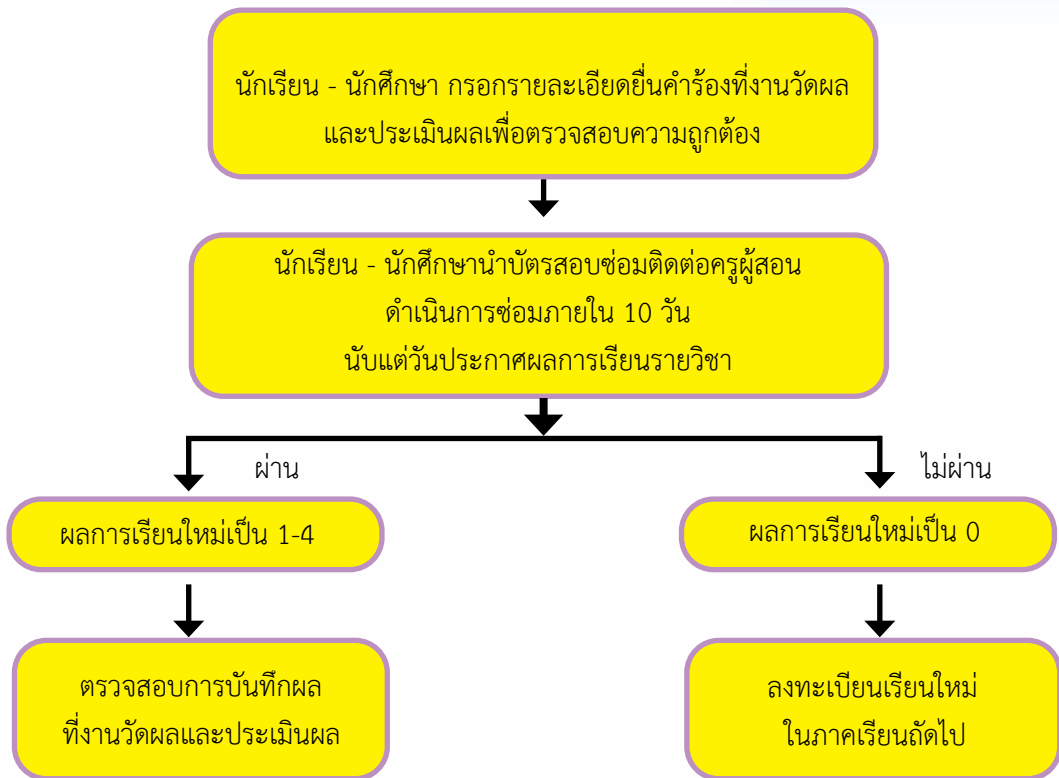 นักเรียน - นักศึกษา กรอกรายละเอียดยื่นคำร้องที่งานวัดผล
และประเมินผลเพื่อตรวจสอบความถูกต้อง
นักเรียน - นักศึกษานำบัตรสอบซ่อมติดต่อครูผู้สอน
ดำเนินการซ่อมภายใน 10 วัน
นับแต่วันประกาศผลการเรียนรายวิชา
ผ่าน
ไม่ผ่าน
ผลการเรียนใหม่เป็น 1-4
ผลการเรียนใหม่เป็น 0
ตรวจสอบการบันทึกผล
ที่งานวัดผลและประเมินผล
ลงทะเบียนเรียนใหม่
ในภาคเรียนถัดไป